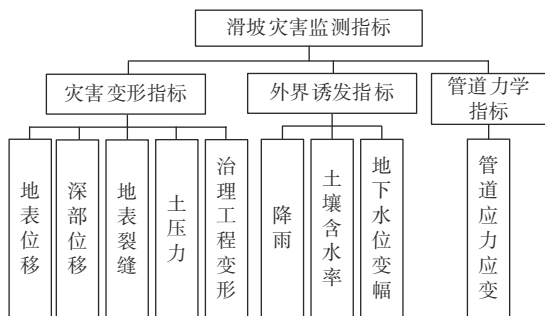 滑坡灾害监测指标
灾害变形指标
外界诱发指标
管道力学
指标
地表位移
深部位移
地表裂缝
土压力
治理工程变形
降雨
土壤含水率
地下水位变幅
管道应力应变